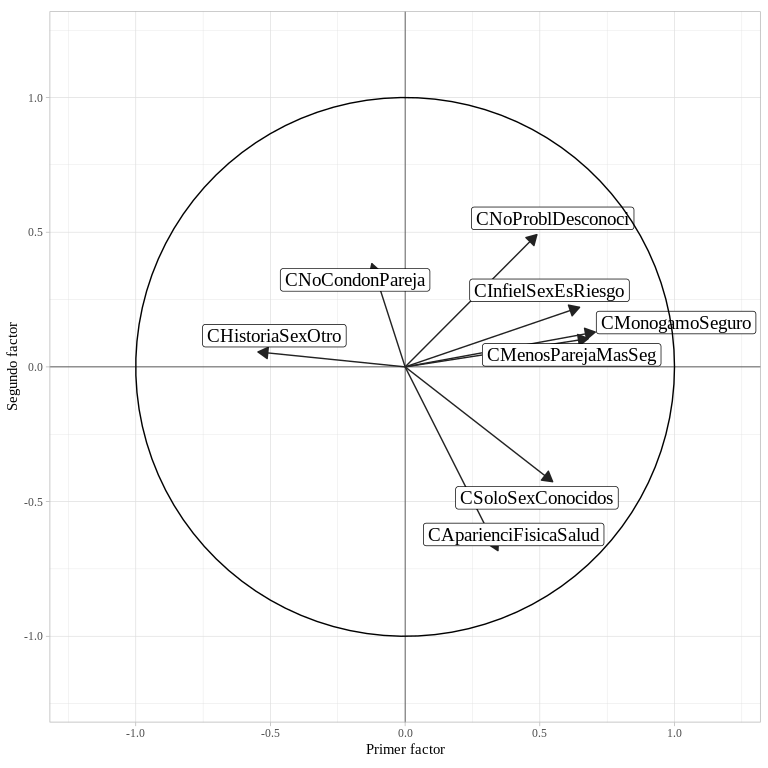 1.0
CNoProblDesconoci
0.5
CInfielSexEsRiesgo
CNoCondonPareja
CMonogamoSeguro
CHistoriaSexOtro
CMenosParejaMasSeg
0.0
Segundo factor
CSoloSexConocidos
-0.5
CAparienciFisicaSalud
-1.0
-1.0 -0.5 0.0 0.5 1.0
Primer factor